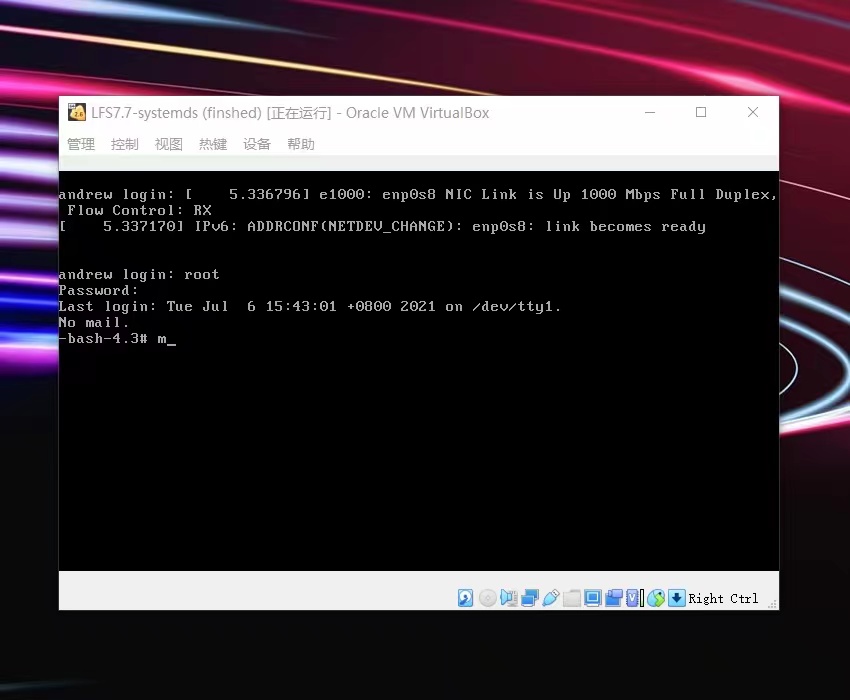 LFS7.7-systemds (finshed) [正在运行] - Oracle VM VirtualBox
管理 控制 视图 热键 设备 帮助
andrew login: [    5.336796] e1000: enp0s8 NIC Link is Up 1000 Mbps Full Duplex,
 Flow Control: RX
[    5.337170] IPv6: ADDRCONF(NETDEV_CHANGE): enp0s8: link becomes ready
andrew login: root
Password:
Last login: Tue Jul  6 15:43:01 +0800 2021 on /dev/tty1.
No mail.
-bash-4.3# m_
Right Ctrl